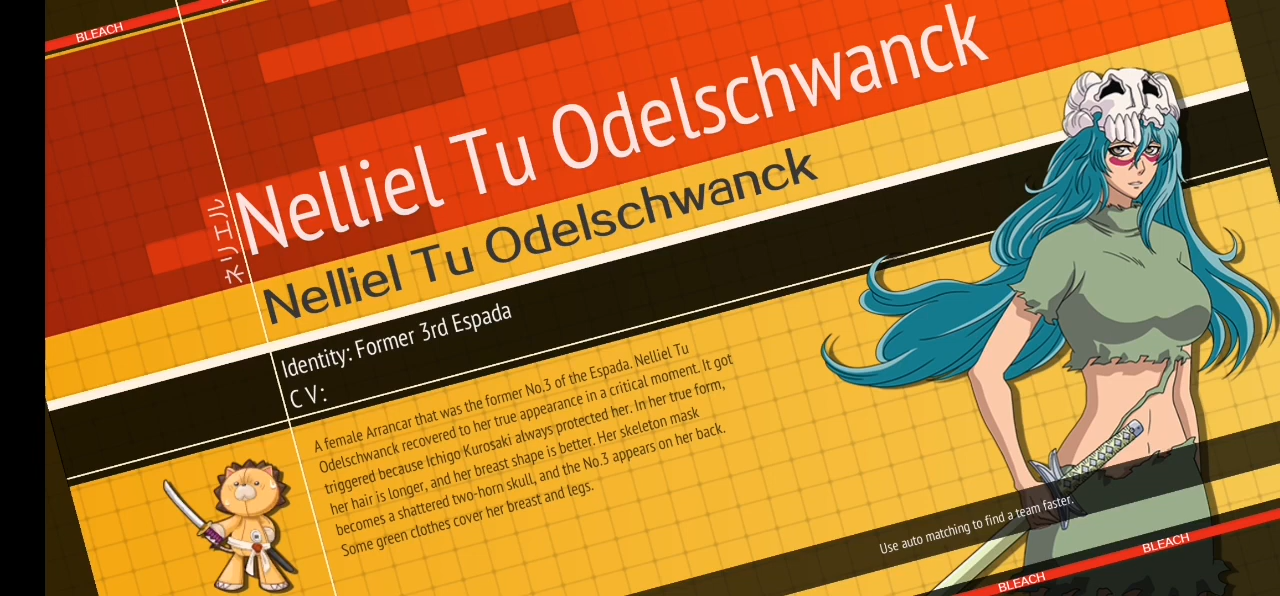 BLEACH
Nelliel Tu Odelschwanck
ネリエル
Nelliel Tu Odelschwanck
Identity: Former 3rd Espada
C V:
A female Arrancar that was the former No,3 of the Espada. Nelliel Tu
Odelschwanck recovered to her true appearance in a critical moment. It got
triggered because Ichigo Kurosaki always protected her. In her true form,
her hair is longer, and her breast shape is better. Her skeleton mask
becomes a shattered two-horn skull, and the No.3 appears on her back.
Some green clothes cover her breast and legs.
Use auto matching to find a team faster.
BLEACH
BLEACH